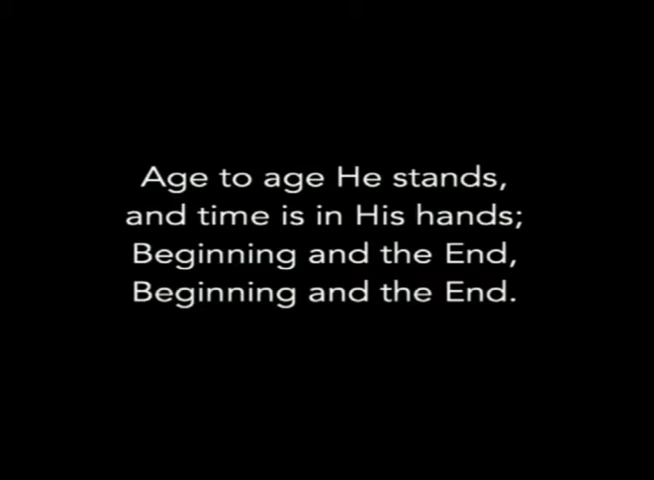 Age to age He stands,
and time is in His hands;
Beginning and the End,
Beginning and the End.